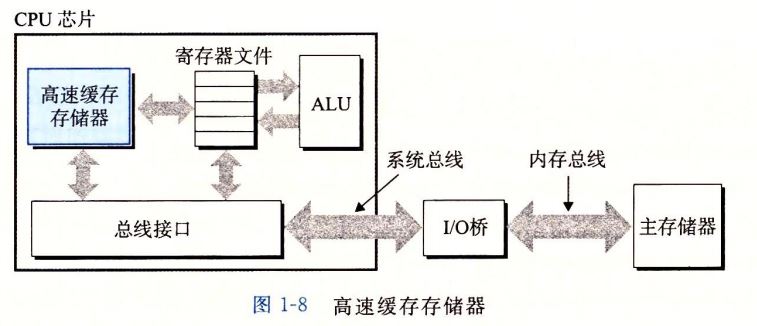 CPU 芯片
寄存器文件
高速缓存
存储器
ALU
系统总线
内存总线
总线接口
I/O桥
主存储器
图 1-8 高速缓存存储器